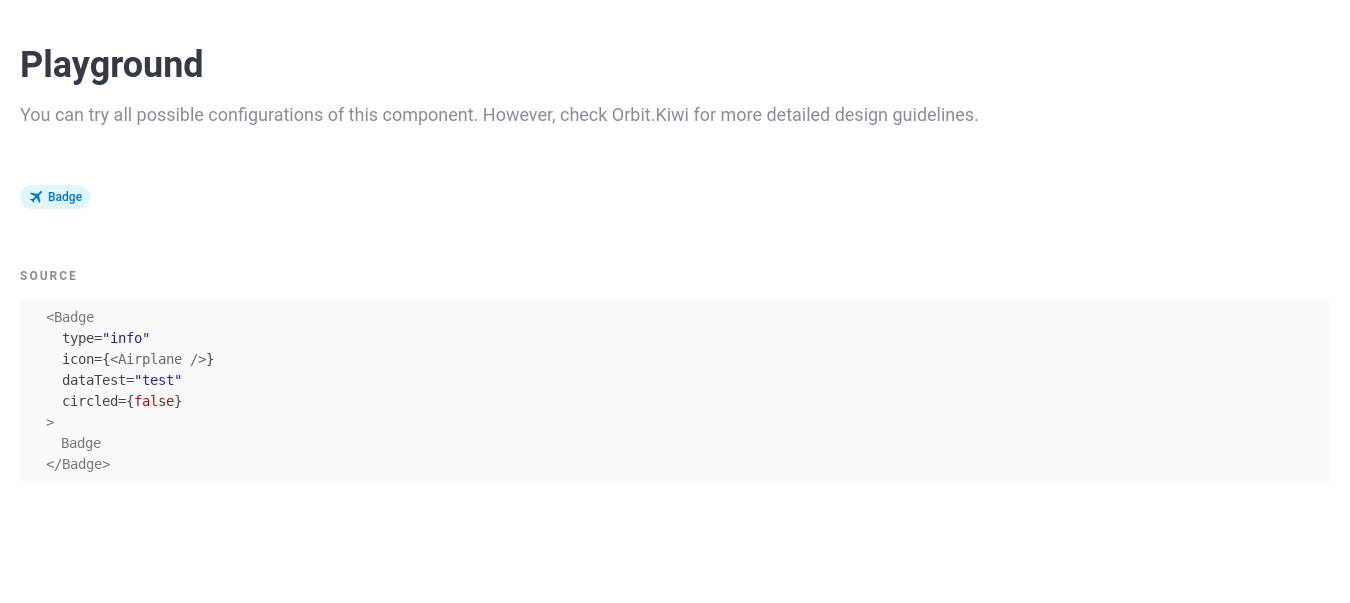 Playground
You can try all possible configurations of this component. However, check Orbit.Kiwi for more detailed design guidelines.
Badge
SOURCE
<Badge
  type="info"
  icon={<Airplane />}
  dataTest="test"
  circled={false}
>
  Badge
</Badge>